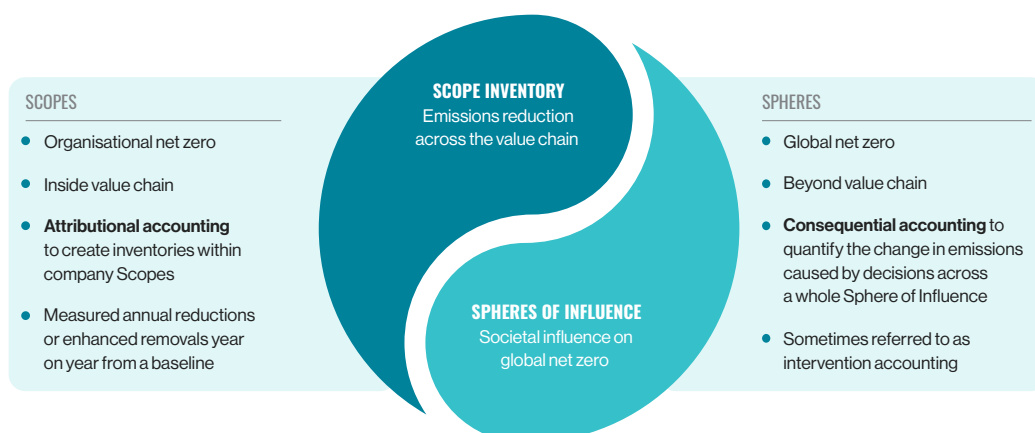 SCOPES
Organisational net zero
Inside value chain
Attributional accounting
to create inventories within
company Scopes
Measured annual reductions
or enhanced removals year
on year from a baseline
SCOPE INVENTORY
Emissions reduction
across the value chain
SPHERES OF INFLUENCE
Societal influence on
global net zero
SPHERES
Global net zero
Beyond value chain
Consequential accounting to
quantify the change in emissions
caused by decisions across
a whole Sphere of Influence
Sometimes referred to as
intervention accounting